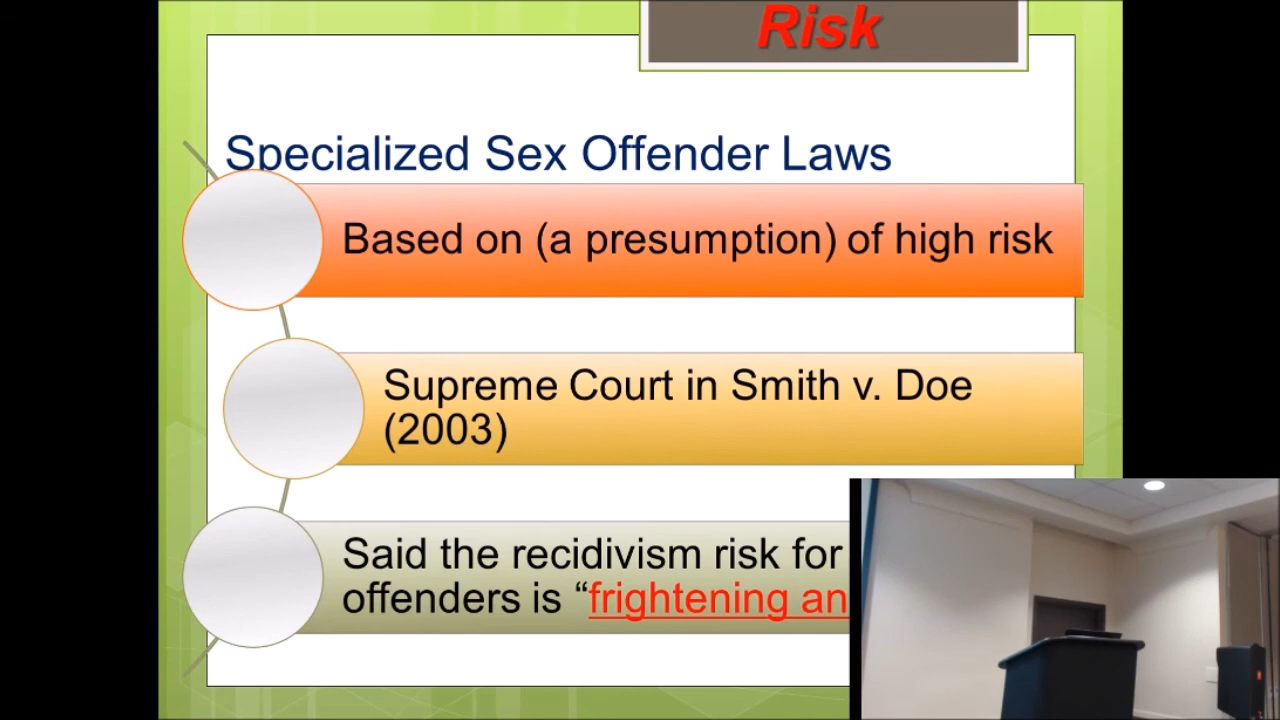 Risk
Specialized Sex Offender Laws
Based on (a presumption) of high risk
Supreme Court in Smith v. Doe
(2003)
Said the recidivism risk for
offenders is “frightening an